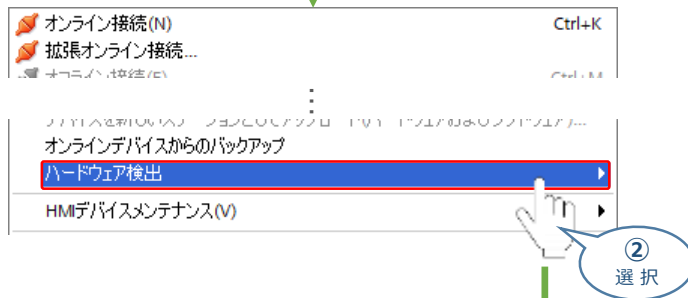 オンライン接続(N) Ctrl+K
拡張オンライン接続...
オンラインデバイスからのバックアップ
ハードウェア検出
HMIデバイスメンテナンス(V)
②
選 択